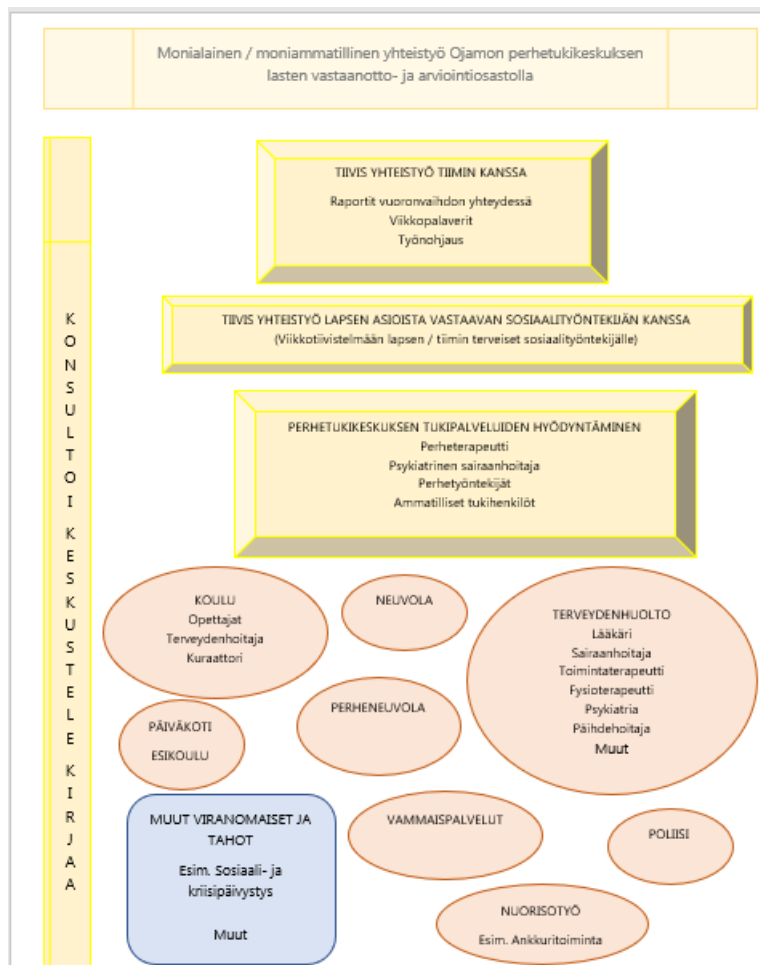 Monialainen / moniammatillinen yhteistyö Ojamon perhetukikeskuksen
lasten vastaanotto- ja arviointiosastolla
KONSULTOI KESKUSTELE KIRJAA
TIIVIS YHTEISTYÖ TIIMIN KANSSA
Raportit vuoronvaihdon yhteydessä
Viikkopalaverit
Työnohjaus
TIIVIS YHTEISTYÖ LAPSEN ASIOISTA VASTAAVAN SOSIAALITYÖNTEKIJÄN KANSSA
(Viikkotiivistelmään lapsen / tiimin terveiset sosiaalityöntekijälle)
PERHETUKIKESKUKSEN TUKIPALVELUIDEN HYÖDYNTÄMINEN
Perheterapeutti
Psykiatrinen sairaanhoitaja
Perhetyöntekijät
Ammatilliset tukihenkilöt
KOULU
Opettajat
Terveydenhoitaja
Kuraattori
NEUVOLA
TERVEYDENHUOLTO
Lääkäri
Sairaanhoitaja
Toimintaterapeutti
Fysioterapeutti
Psykiatria
Päihdehoitaja
Muut
PÄIVÄKOTI
ESIKOULU
PERHENEUVOLA
MUUT VIRANOMAISET JA
TAHOT
Esim. Sosiaali- ja
kriisipäivystys
Muut
VAMMAISPALVELUT
POLIISI
NUORISOTYÖ
Esim. Ankkuritoiminta